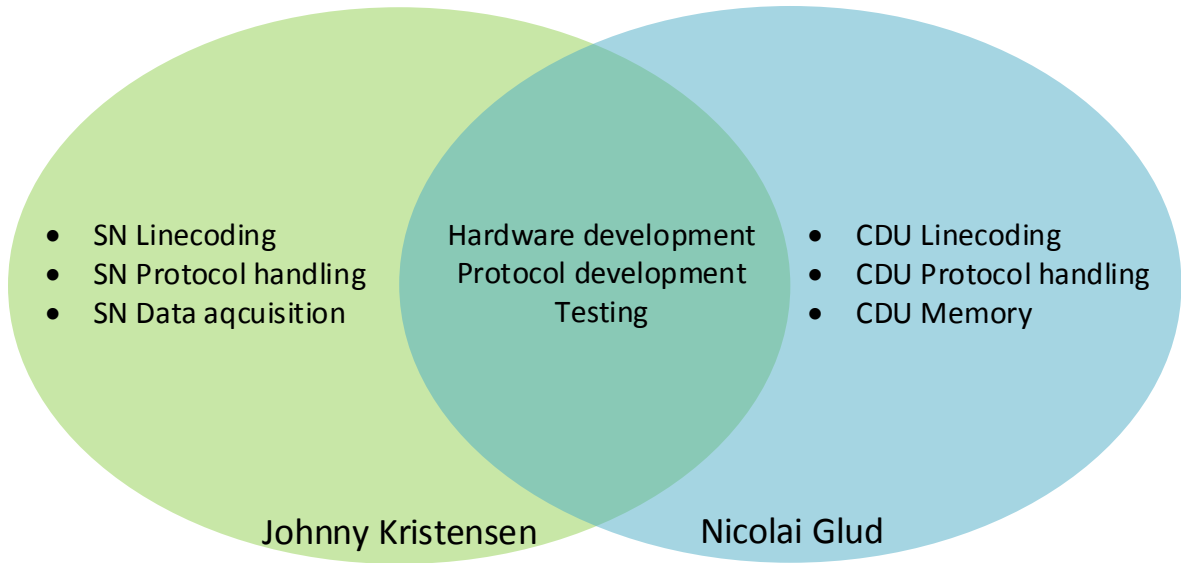 • SN Linecoding
• SN Protocol handling
• SN Data aqcuisition
Hardware development
Protocol development
Testing
• CDU Linecoding
• CDU Protocol handling
• CDU Memory
Johnny Kristensen
Nicolai Glud